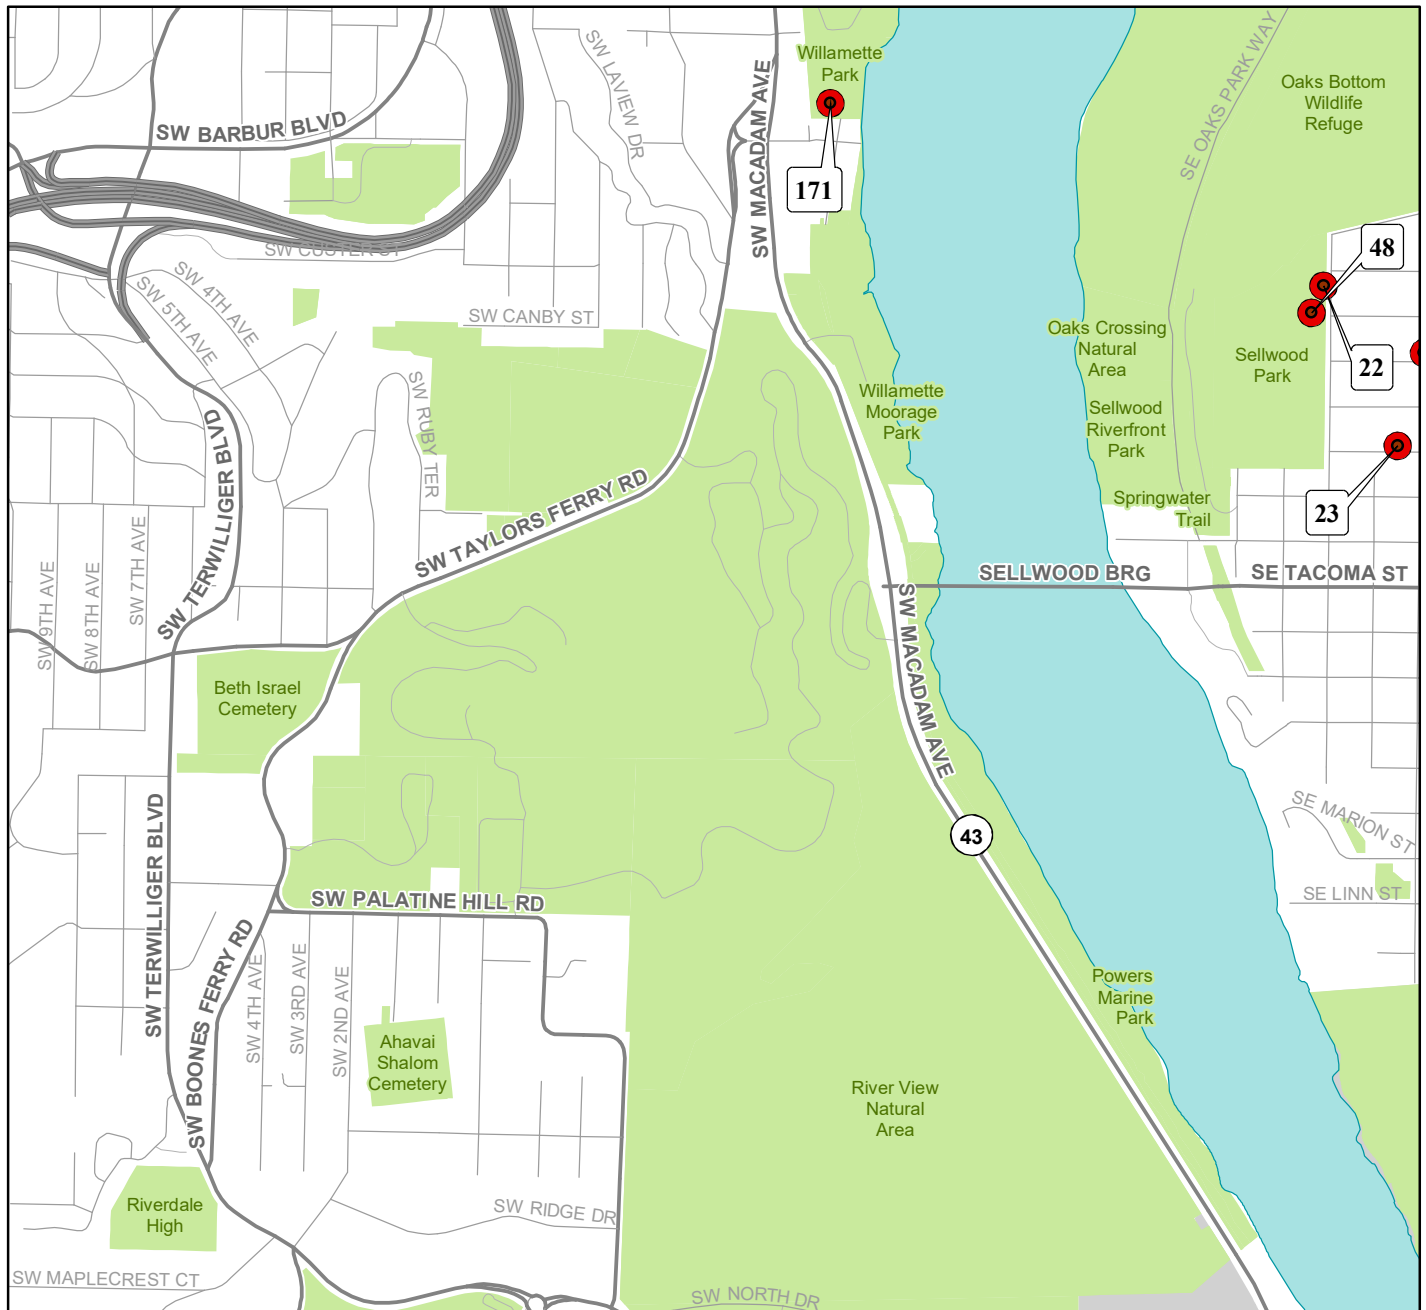 Willamette
Park
SW LAVIEW DR
SW MACADAM AVE
SE OAKS PARK WAY
Oaks Bottom
Wildlife
Refuge
SW BARBUR BLVD
171
48
SW CUSTER CT
SW 4TH AVE
SW 5TH AVE
SW CANBY ST
Oaks Crossing
Natural
Area
Sellwood
Park
22
SW RUBY TER
Willamette
Moorage
Park
Sellwood
Riverfront
Park
SW TERWILLIGER BLVD
SW TAYLORS FERRY RD
Springwater
Trail
23
SW 9TH AVE
SW 8TH AVE
SW 7TH AVE
SELLWOOD BRG
SE TACOMA ST
SW MACADAM AVE
Beth Israel
Cemetery
SW TERWILLIGER BLVD
SE MARION ST
43
SW PALATINE HILL RD
SE LINN ST
SW BOONES FERRY RD
SW 4TH AVE
SW 3RD AVE
SW 2ND AVE
Powers
Marine
Park
Ahavai
Shalom
Cemetery
River View
Natural
Area
Riverdale
High
SW RIDGE DR
SW MAPLECREST CT
SW NORTH DR